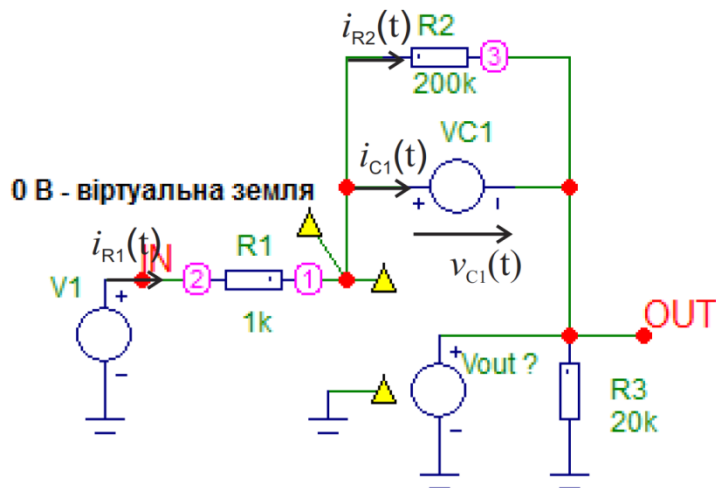 iR2(t)
R2
3
200k
iC1(t)
VC1
+
–
0 В - віртуальна земля
iR1(t)
IN
R1
vC1(t)
V1
2
1
+
1k
–
OUT
+
Vout ?
–
R3
20k